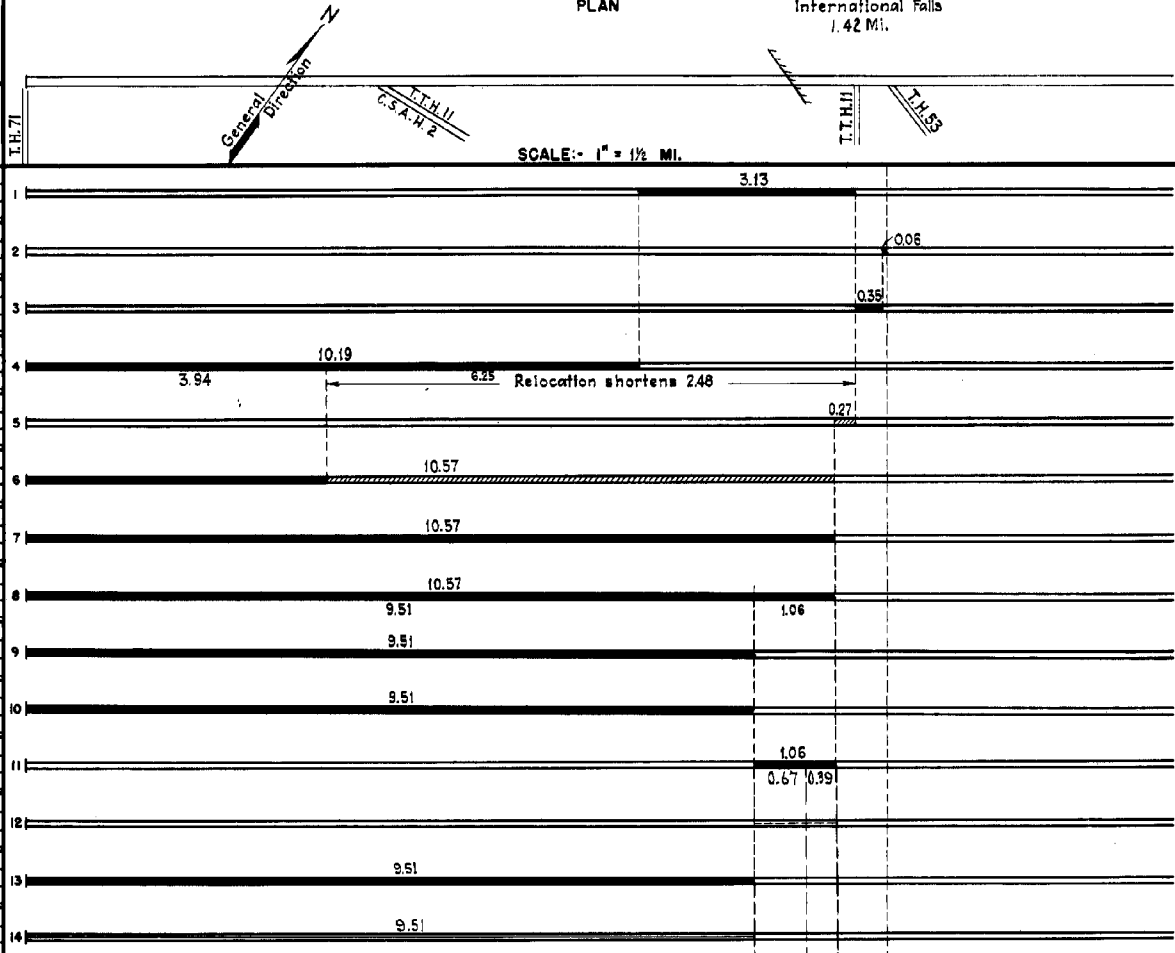 PLAN
International Falls
1.42 Mi.
N
General Direction
T.H.71
T.T.H.11
C.S.A.H.2
T.T.H.11
T.H.53
SCALE:- 1" = 1½ MI.
1 3.13
2 0.06
3 0.35
4 10.19
3.94 6.25 Relocation shortens 2.48
5 0.27
6 10.57
7 10.57
8 10.57
9.51 1.06
9 9.51
10 9.51
11 1.06
0.67 0.39
12
13 9.51
14 9.51